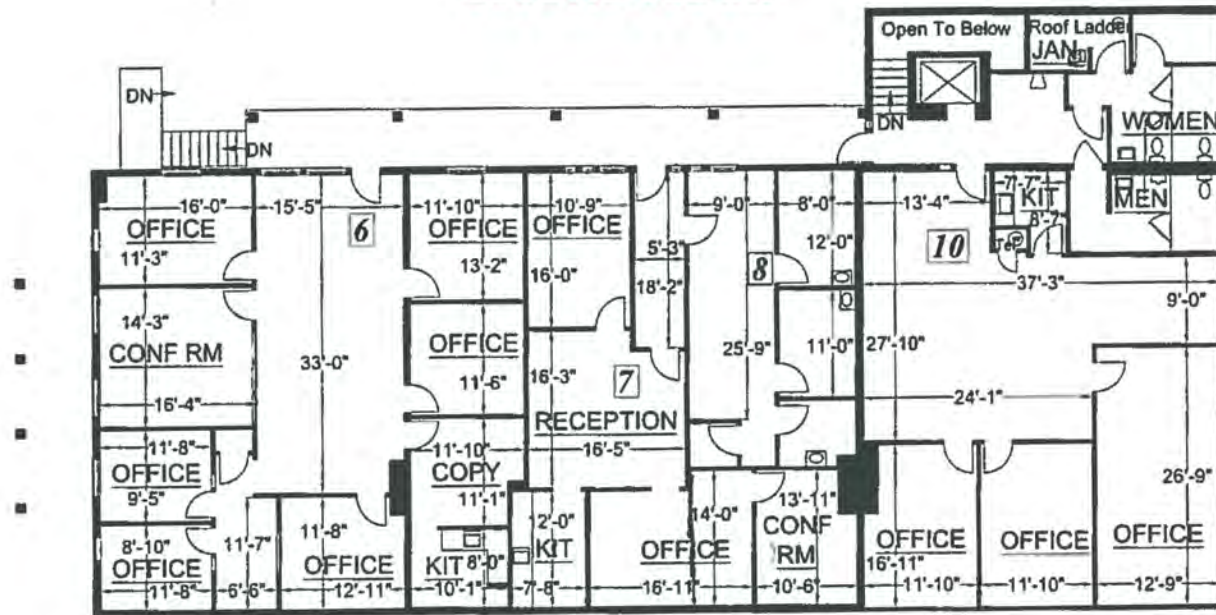 Open To Below
Roof Ladder
JAN
DN
DN
DN
WOMEN
MEN
16'-0"
OFFICE
11'-3"
15'-5"
6
11'-10"
OFFICE
13'-2"
10'-9"
OFFICE
16'-0"
5'-3"
18'-2"
9'-0"
8
8'-0"
12'-0"
13'-4"
10
7'-7"
KIT
8'-7"
37'-3"
9'-0"
14'-3"
CONF RM
16'-4"
33'-0"
OFFICE
11'-6"
16'-3"
7
RECEPTION
16'-5"
25'-9"
11'-0"
27'-10"
24'-1"
11'-8"
OFFICE
9'-5"
11'-10"
COPY
11'-1"
8'-10"
OFFICE
11'-8"
11'-7"
6'-6"
11'-8"
OFFICE
12'-11"
KIT
8'-0"
10'-1"
KIT
7'-8"
14'-0"
OFFICE
16'-11"
13'-11"
CONF
RM
10'-6"
OFFICE
16'-11"
11'-10"
OFFICE
11'-10"
26'-9"
OFFICE
12'-9"